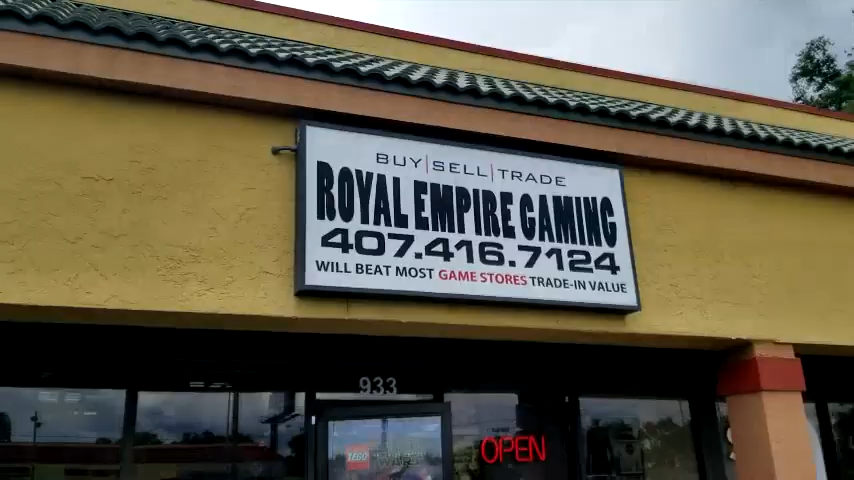 BUY|SELL|TRADE
ROYAL EMPIRE GAMING
407.416.7124
WILL BEAT MOST GAME STORES TRADE-IN VALUE
933
LEGO
OPEN